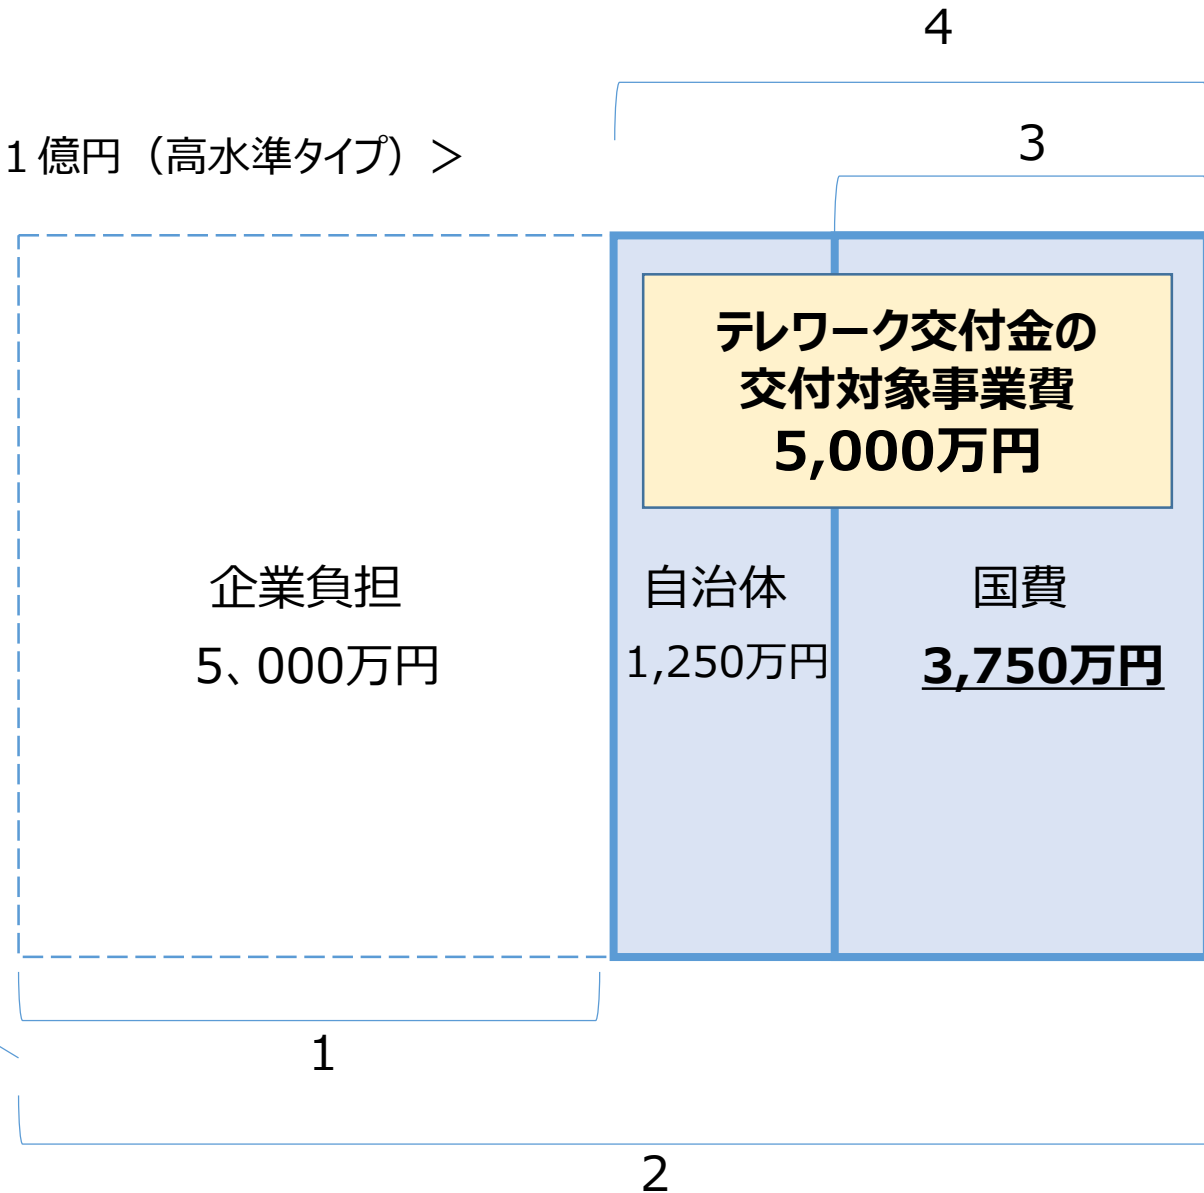 4
3
1億円（高水準タイプ）＞
テレワーク交付金の
交付対象事業費
5,000万円
企業負担
5、000万円
自治体
1,250万円
国費
3,750万円
1
2